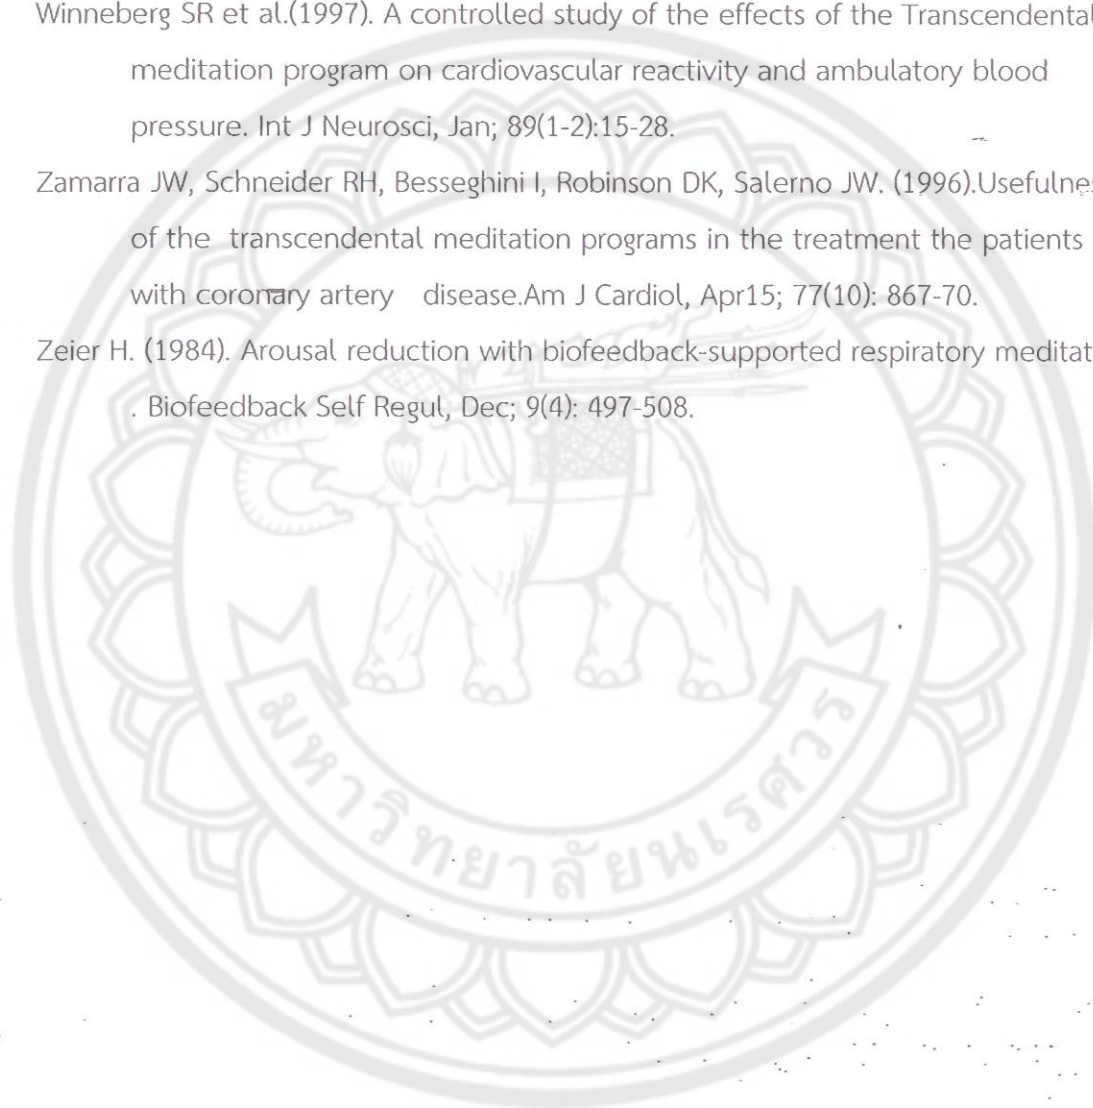 Winneberg SR et al.(1997). A controlled study of the effects of the Transcendental
meditation program on cardiovascular reactivity and ambulatory blood
pressure. Int J Neurosci, Jan; 89(1-2):15-28.
Zamarra JW, Schneider RH, Besseghini I, Robinson DK, Salerno JW. (1996).Usefulnes
of the transcendental meditation programs in the treatment the patients
with coronary artery disease.Am J Cardiol, Apr15; 77(10): 867-70.
Zeier H. (1984). Arousal reduction with biofeedback-supported respiratory meditat
. Biofeedback Self Regul, Dec; 9(4): 497-508.
มหาวิทยาลัยนเรศวร